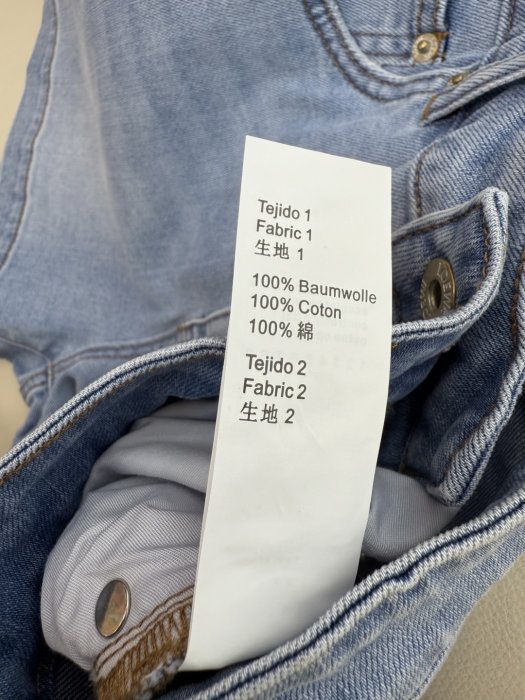 Tejido 1
Fabric 1
生地 1
100% Baumwolle
100% Coton
100% 綿
Tejido 2
Fabric 2
生地 2